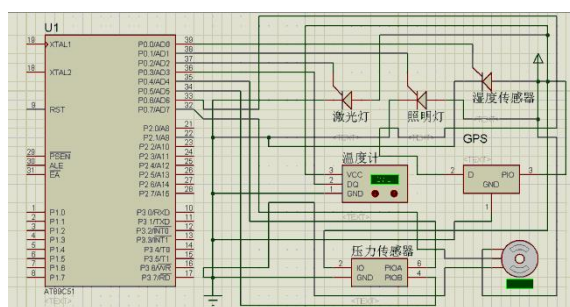 U1
19 XTAL1 P0.0/AD0 39
P0.1/AD1 38
P0.2/AD2 37
18 XTAL2 P0.3/AD3 36
P0.4/AD4 35
P0.5/AD5 34
P0.6/AD6 33
9 RST P0.7/AD7 32
P2.0/A8 21
P2.1/A9 22
P2.2/A10 23
29 PSEN P2.3/A11 24
30 ALE P2.4/A12 25
31 EA P2.5/A13 26
P2.6/A14 27
P2.7/A15 28
1 P1.0 P3.0/RXD 10
2 P1.1 P3.1/TXD 11
3 P1.2 P3.2/INT0 12
4 P1.3 P3.3/INT1 13
5 P1.4 P3.4/T0 14
6 P1.5 P3.5/T1 15
7 P1.6 P3.6/WR 16
8 P1.7 P3.7/RD 17
AT89C51
<TEXT>
激光灯
<TEXT>
照明灯
<TEXT>
湿度传感器
<TEXT>
温度计
3 VCC
2 DQ
1 GND
<TEXT>
GPS
<TEXT>
2 D PIO 3
GND
1
压力传感器
2 IO PIOA 6
1 GND PIOB 4
<TEXT>
<TEXT>